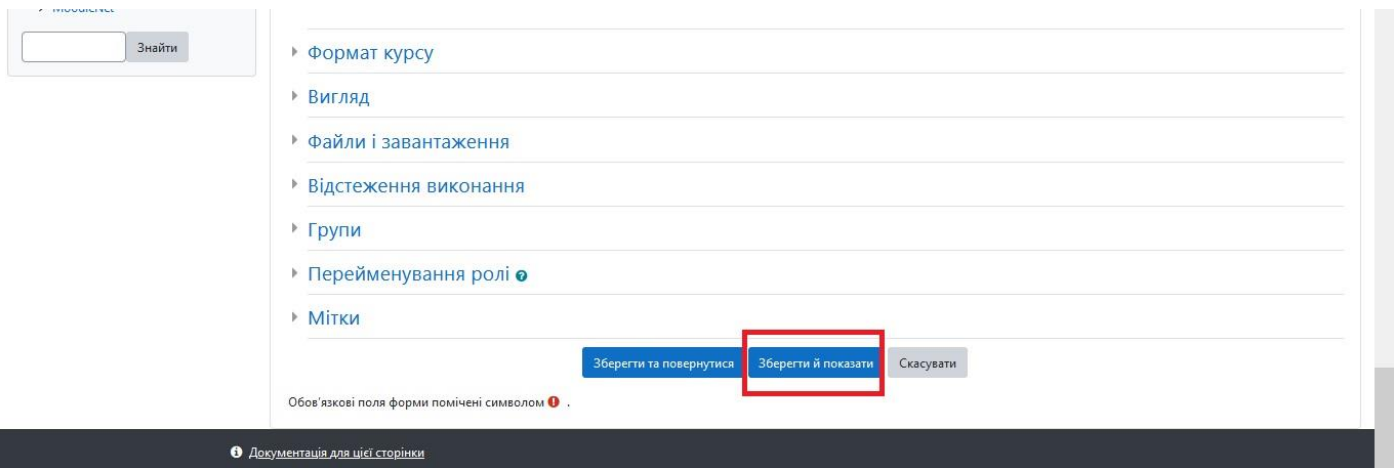 MoodleNet
Знайти
Формат курсу
Вигляд
Файли і завантаження
Відстеження виконання
Групи
Перейменування ролі
Мітки
Зберегти та повернутися Зберегти й показати Скасувати
Обов'язкові поля форми помічені символом .
Документація для цієї сторінки